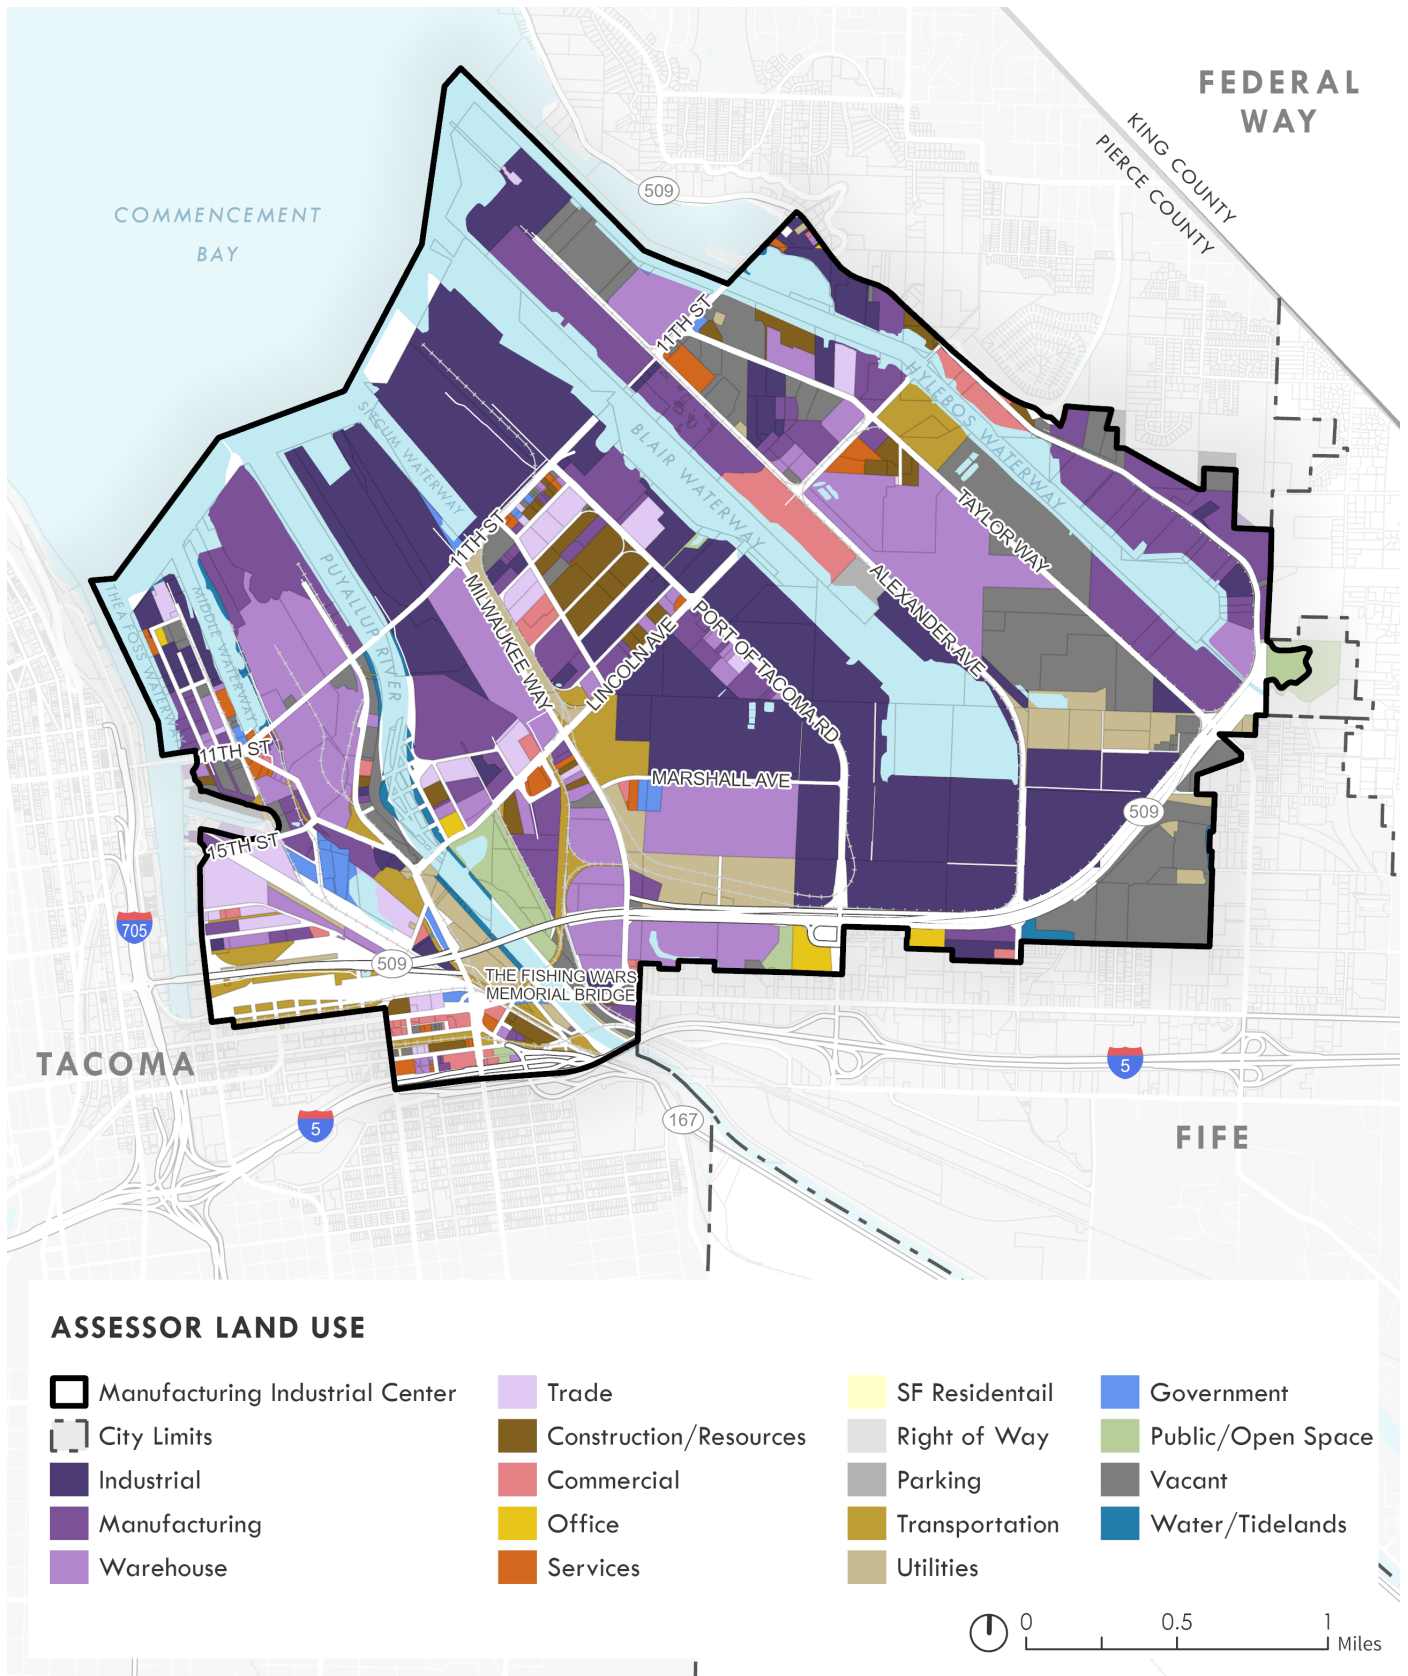 FEDERAL
WAY
KING COUNTY
PIERCE COUNTY
COMMENCEMENT
BAY
509
11TH ST
HYLEBOS WATERWAY
SITCUM WATERWAY
BLAIR WATERWAY
11TH ST
TAYLOR WAY
PUYALLUP RIVER
THEA FOSS WATERWAY
MIDDLE WATERWAY
MILWAUKEE WAY
ALEXANDER AVE
PORT OF TACOMA RD
LINCOLN AVE
11TH ST
MARSHALL AVE
509
15TH ST
705
509
THE FISHING WARS
MEMORIAL BRIDGE
TACOMA
5
5
167
FIFE
ASSESSOR LAND USE
Manufacturing Industrial Center
City Limits
Industrial
Manufacturing
Warehouse
Trade
Construction/Resources
Commercial
Office
Services
SF Residentail
Right of Way
Parking
Transportation
Utilities
Government
Public/Open Space
Vacant
Water/Tidelands
0 0.5 1
Miles